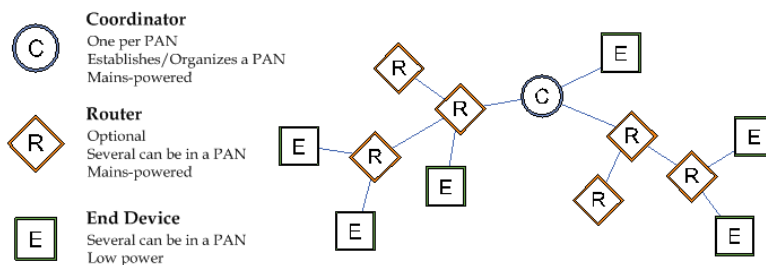 Coordinator
C
One per PAN
Establishes/Organizes a PAN
Mains-powered
Router
R
Optional
Several can be in a PAN
Mains-powered
End Device
E
Several can be in a PAN
Low power
E
R
R
C
R
E
E
R
E
R
R
E
E
E